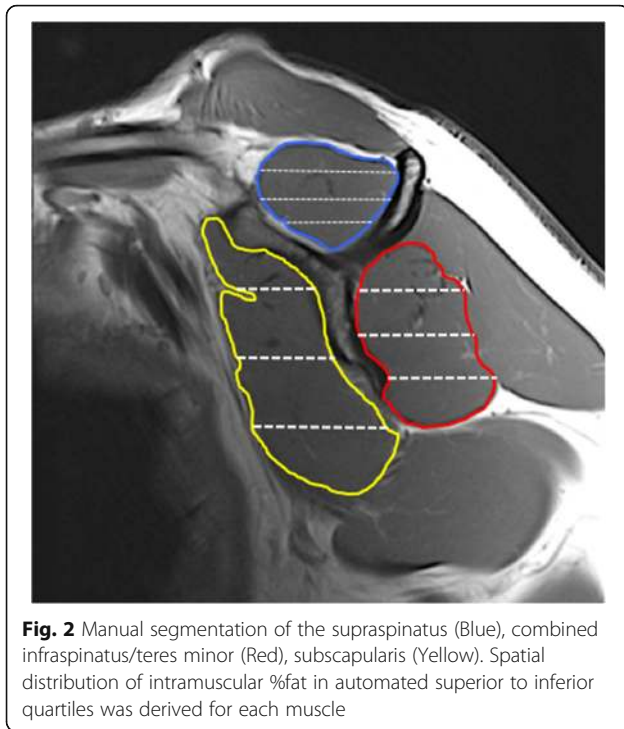 Fig. 2 Manual segmentation of the supraspinatus (Blue), combined
infraspinatus/teres minor (Red), subscapularis (Yellow). Spatial
distribution of intramuscular %fat in automated superior to inferior
quartiles was derived for each muscle